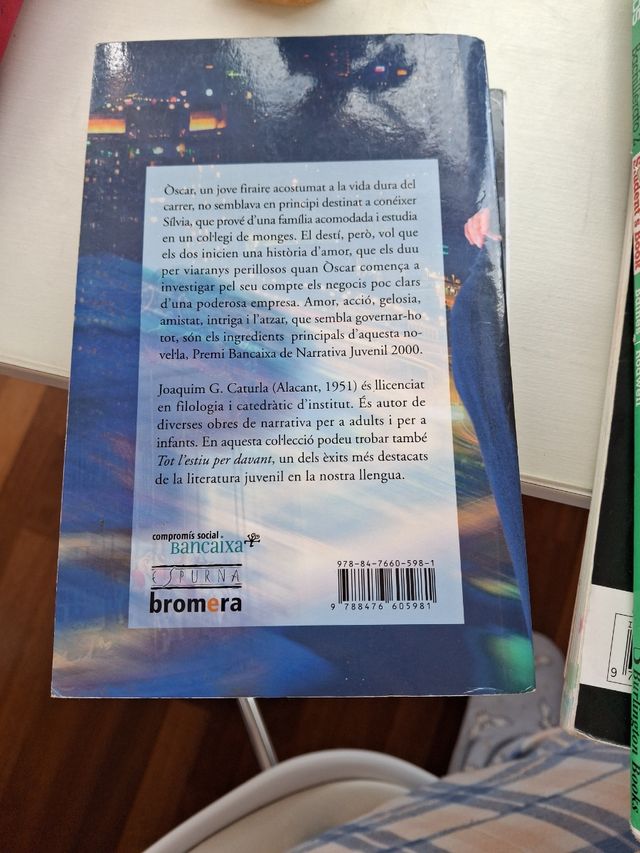 Òscar, un jove firaire acostumat a la vida dura del
carrer, no semblava en principi destinat a conéixer
Sílvia, que prové d'una família acomodada i estudia
en un col·legi de monges. El destí, però, vol que
els dos inicien una història d'amor, que els duu
per viaranys perillosos quan Òscar comença a
investigar pel seu compte els negocis poc clars
d'una poderosa empresa. Amor, acció, gelosia,
amistat, intriga i l'atzar, que sembla governar-ho
tot, són els ingredients principals d'aquesta no-
vel·la, Premi Bancaixa de Narrativa Juvenil 2000.
Joaquim G. Caturla (Alacant, 1951) és llicenciat
en filologia i catedràtic d'institut. És autor de
diverses obres de narrativa per a adults i per a
infants. En aquesta col·lecció podeu trobar també
Tot l'estiu per davant, un dels èxits més destacats
de la literatura juvenil en la nostra llengua.
compromís social
Bancaixa
ESPURNA
bromera
978-84-7660-598-1
9 788476 605981
Student's Book
Burlington Books